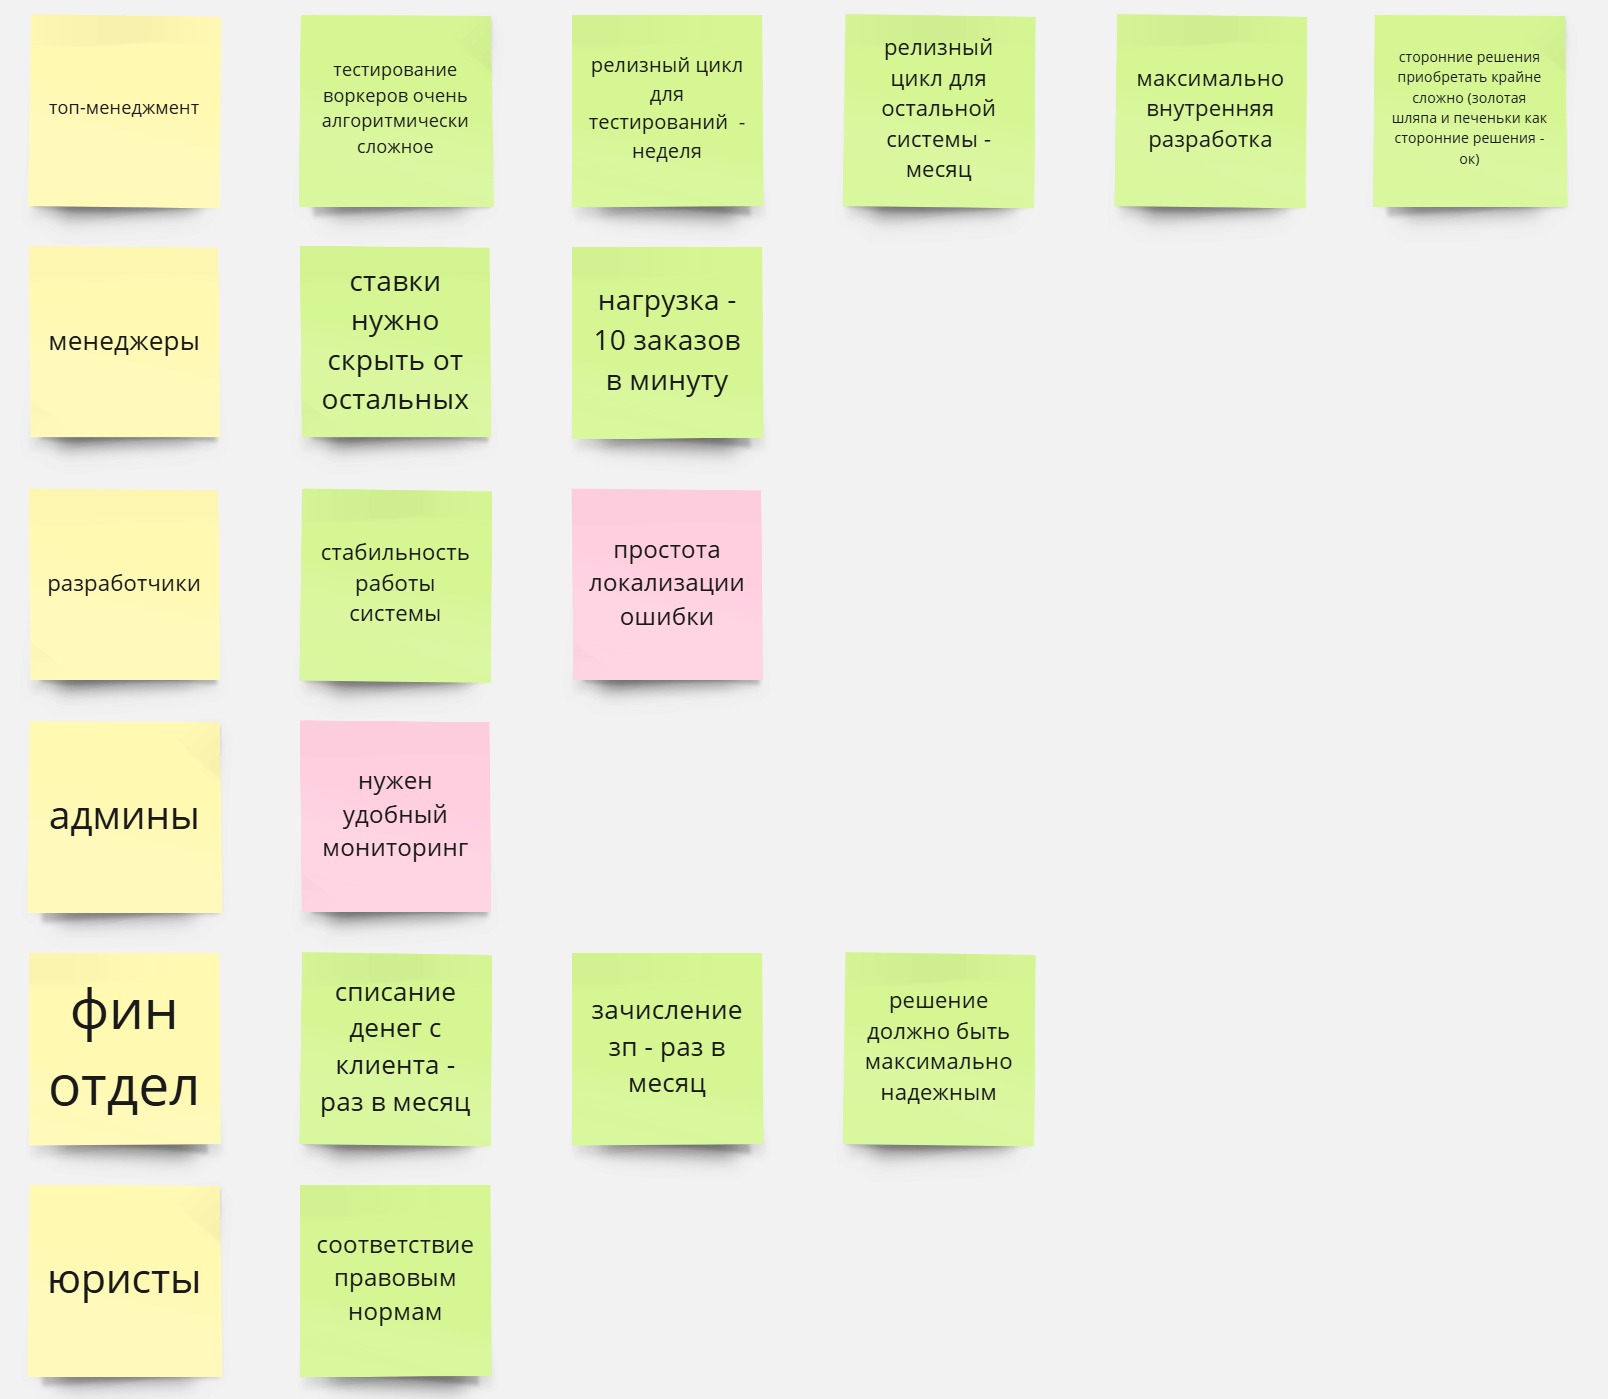 топ-менеджмент
тестирование
воркеров очень
алгоритмически
сложное
релизный цикл
для
тестирований -
неделя
релизный
цикл для
остальной
системы -
месяц
максимально
внутренняя
разработка
сторонние решения
приобретать крайне
сложно (золотая
шляпа и печеньки как
сторонние решения -
ок)
менеджеры
ставки
нужно
скрыть от
остальных
нагрузка -
10 заказов
в минуту
разработчики
стабильность
работы
системы
простота
локализации
ошибки
админы
нужен
удобный
мониторинг
фин
отдел
списание
денег с
клиента -
раз в месяц
зачисление
зп - раз в
месяц
решение
должно быть
максимально
надежным
юристы
соответствие
правовым
нормам